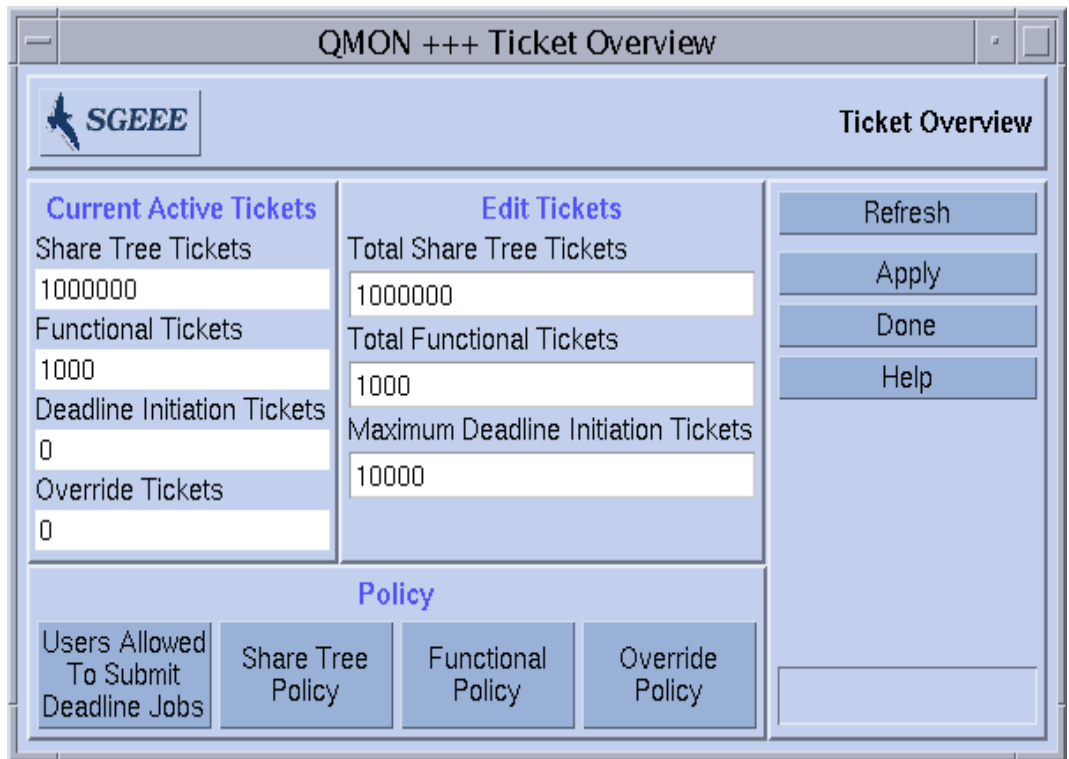 QMON +++ Ticket Overview
SGEEE
Ticket Overview
Current Active Tickets
Share Tree Tickets
1000000
Functional Tickets
1000
Deadline Initiation Tickets
0
Override Tickets
0
Edit Tickets
Total Share Tree Tickets
1000000
Total Functional Tickets
1000
Maximum Deadline Initiation Tickets
10000
Refresh
Apply
Done
Help
Policy
Users Allowed
To Submit
Deadline Jobs
Share Tree
Policy
Functional
Policy
Override
Policy